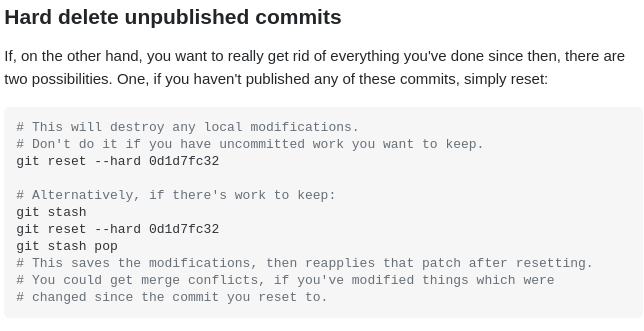 Hard delete unpublished commits
If, on the other hand, you want to really get rid of everything you've done since then, there are
two possibilities. One, if you haven't published any of these commits, simply reset:
# This will destroy any local modifications.
# Don't do it if you have uncommitted work you want to keep.
git reset --hard 0d1d7fc32
# Alternatively, if there's work to keep:
git stash
git reset --hard 0d1d7fc32
git stash pop
# This saves the modifications, then reapplies that patch after resetting.
# You could get merge conflicts, if you've modified things which were
# changed since the commit you reset to.